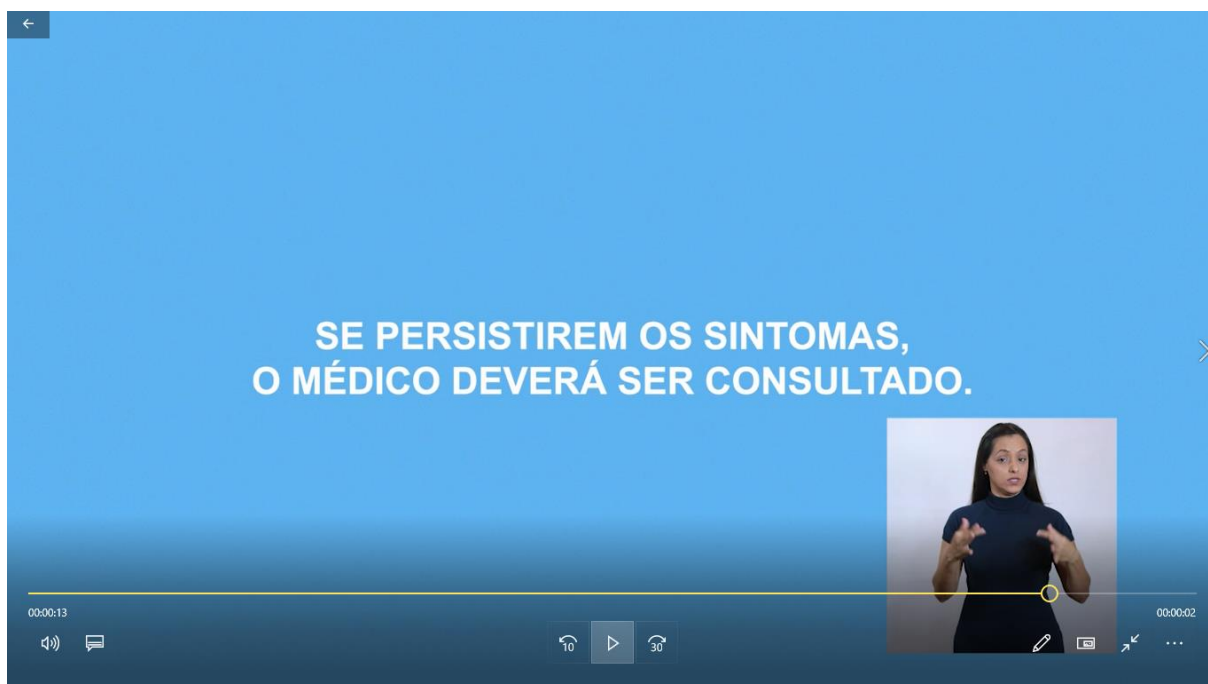 SE PERSISTIREM OS SINTOMAS,
O MÉDICO DEVERÁ SER CONSULTADO.
00:00:13
00:00:02
10
30